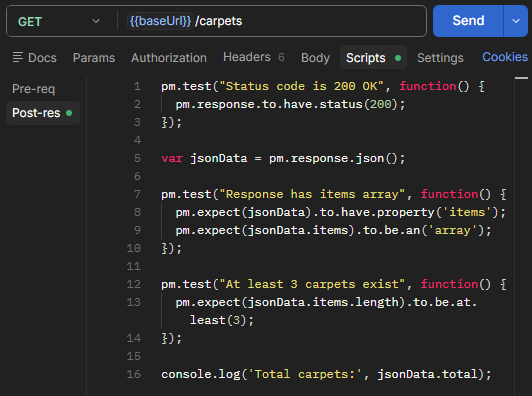 GET {{baseUrl}} /carpets Send
Docs Params Authorization Headers 6 Body Scripts Settings Cookies
Pre-req
Post-res
1 pm.test("Status code is 200 OK", function() {
2 pm.response.to.have.status(200);
3 });
4
5 var jsonData = pm.response.json();
6
7 pm.test("Response has items array", function() {
8 pm.expect(jsonData).to.have.property('items');
9 pm.expect(jsonData.items).to.be.an('array');
10 });
11
12 pm.test("At least 3 carpets exist", function() {
13 pm.expect(jsonData.items.length).to.be.at.
least(3);
14 });
15
16 console.log('Total carpets:', jsonData.total);